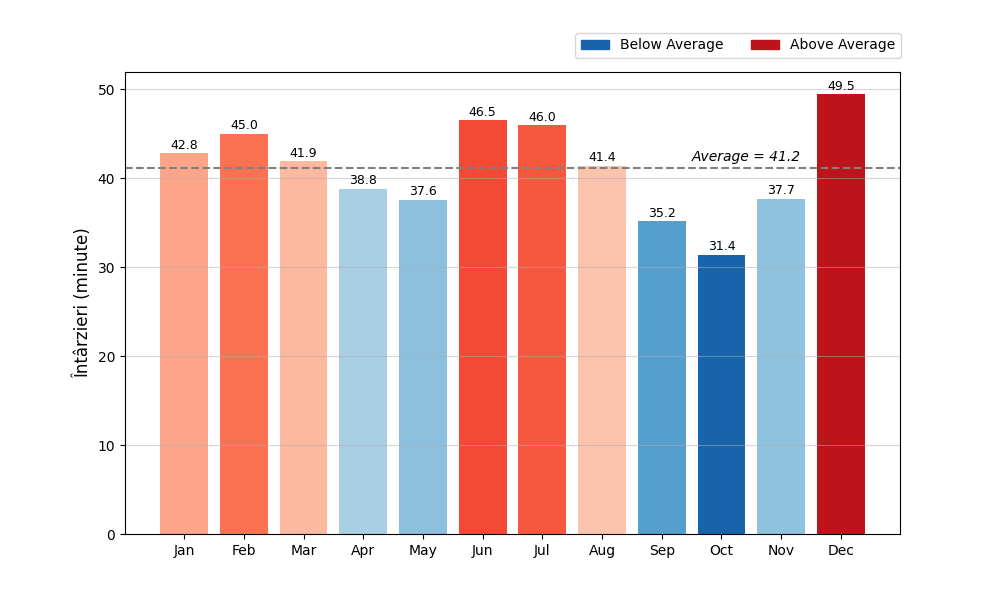 Below Average
Above Average
Întârzieri (minute)
50
40
30
20
10
0
42.8
45.0
41.9
38.8
37.6
46.5
46.0
41.4
35.2
31.4
37.7
49.5
Average = 41.2
Jan
Feb
Mar
Apr
May
Jun
Jul
Aug
Sep
Oct
Nov
Dec